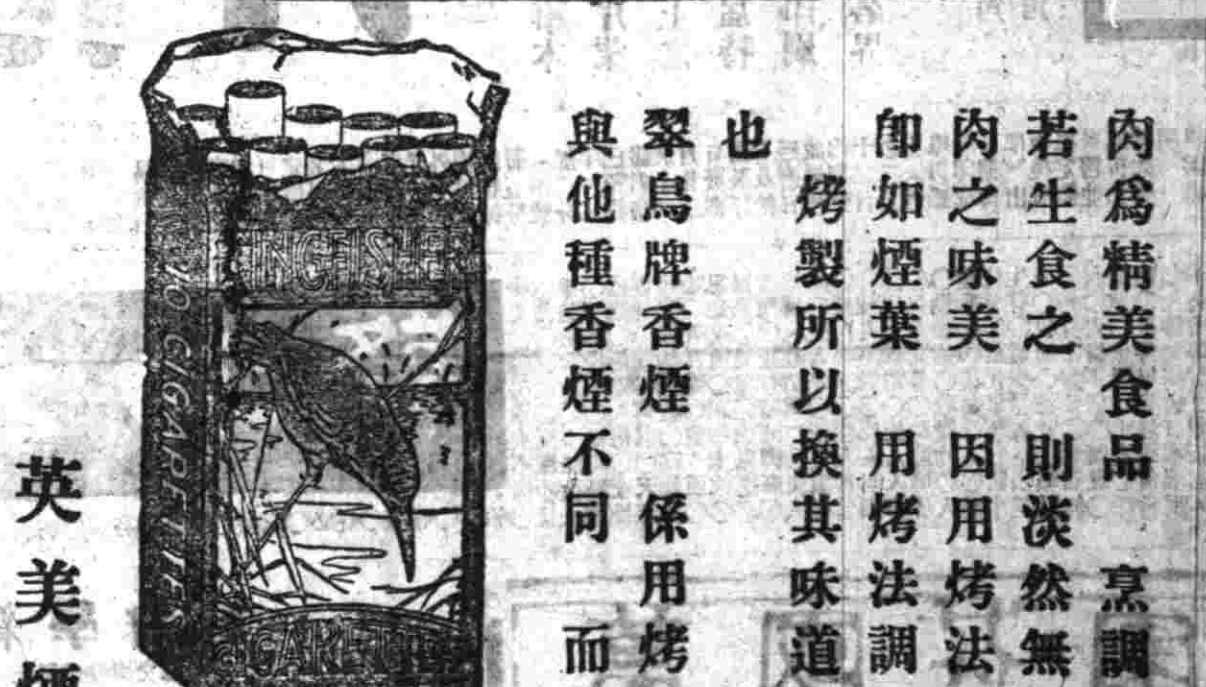 肉爲精美食品　烹調
若生食之　則淡然無
肉之味美　因用烤法
卽如煙葉　用烤法調
烤製所以換其味道
也
翠鳥牌香煙　係用烤
與他種香煙不同　而
KINGFISHER
CIGARETTES
10 CIGARETTES
英美煙